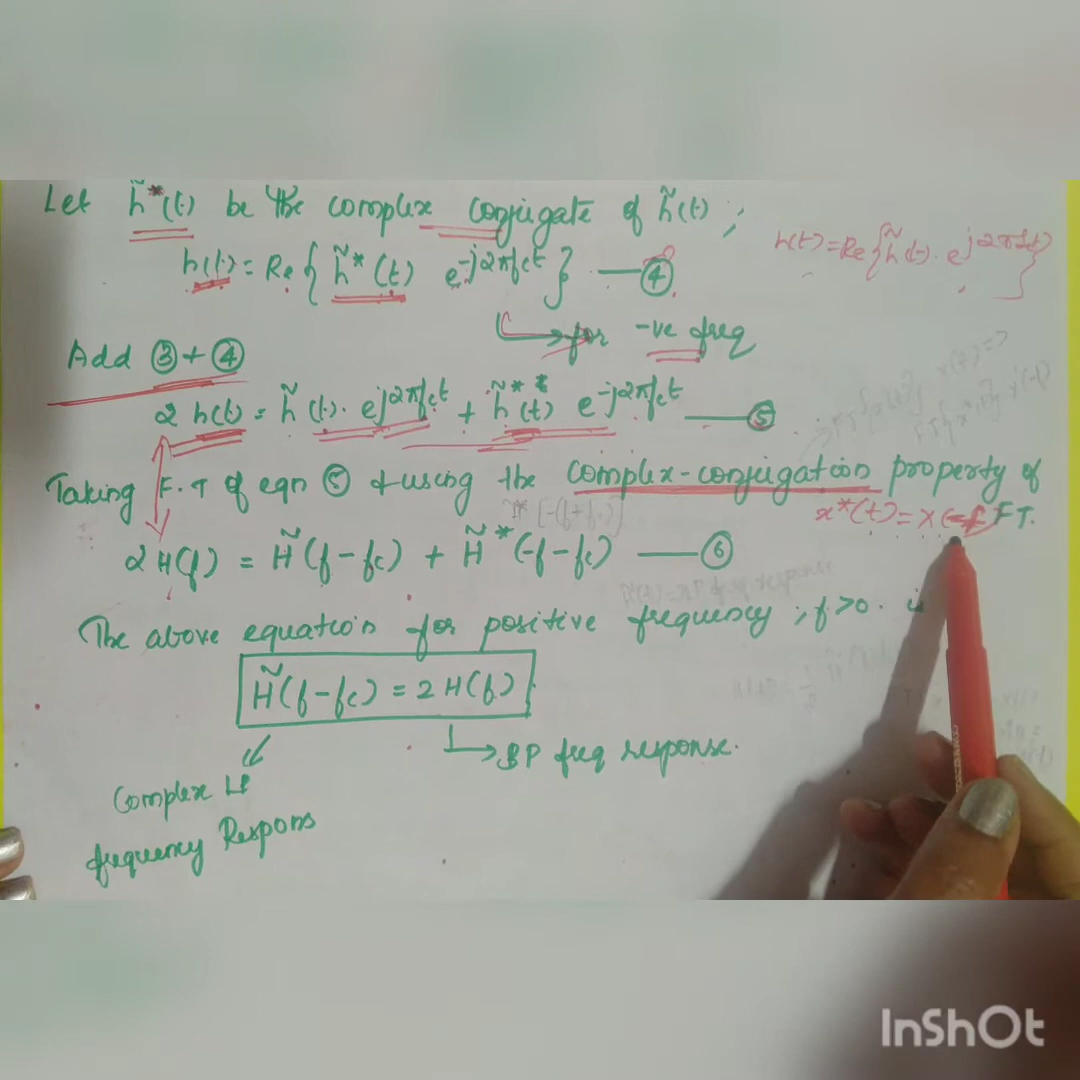 Let h̃*(t) be the complex conjugate of h̃(t),
h(t) = Re{h̃*(t) e^-j2πfct} —④
h(t) = Re{h̃(t). e^j2πft}
↳ for -ve freq
Add ③+④
2 h(t) = h̃(t). e^j2πfct + h̃*(t) e^-j2πfct —⑤
Taking F.T of eqn ⑤ & using the complex-conjugation property of
x*(t) = X(-f) FT.
2 H(f) = H̃(f-fc) + H̃*(-f-fc) —⑥
The above equation for positive frequency, f>0. is
H̃(f-fc) = 2 H(f)
↳ BP freq response.
Complex LP
frequency Respons
InShOt